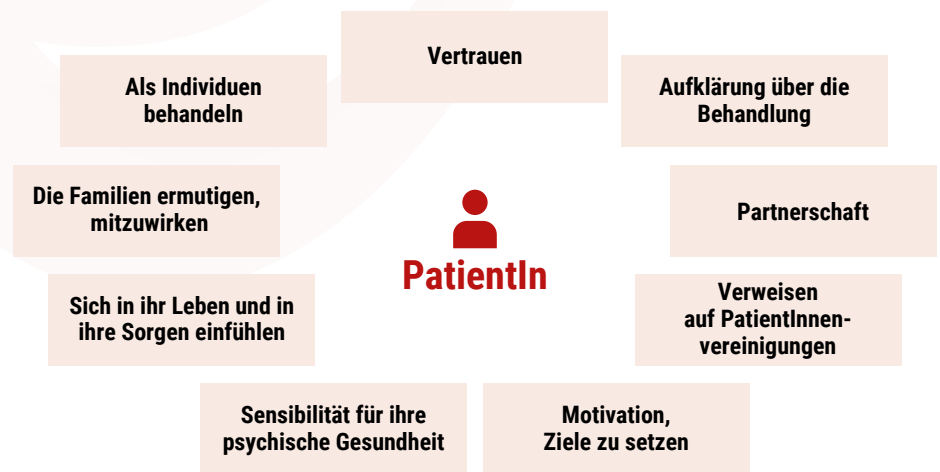 Vertrauen
Als Individuen
behandeln
Aufklärung über die
Behandlung
Die Familien ermutigen,
mitzuwirken
Partnerschaft
PatientIn
Sich in ihr Leben und in
ihre Sorgen einfühlen
Verweisen
auf PatientInnen-
vereinigungen
Sensibilität für ihre
psychische Gesundheit
Motivation,
Ziele zu setzen